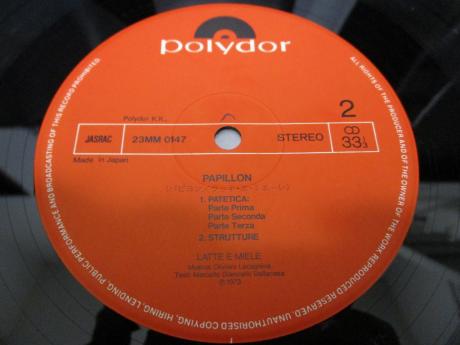 polydor
ALL RIGHTS OF THE PRODUCER AND OF THE OWNER OF THE WORK REPRODUCED RESERVED. UNAUTHORISED COPYING, HIRING, LENDING, PUBLIC PERFORMANCE AND BROADCASTING OF THIS RECORD PROHIBITED.
Polydor K.K.,
2
JASRAC
23MM 0147
STEREO
33⅓
Made in Japan
PAPILLON
1. PATETICA:
Parte Prima
Parte Seconda
Parte Terza
2. STRUTTURE
LATTE E MIELE
Musica: Oliviero Lacagnina
Testi: Marcello Giancarlo Dellacasa
℗1973